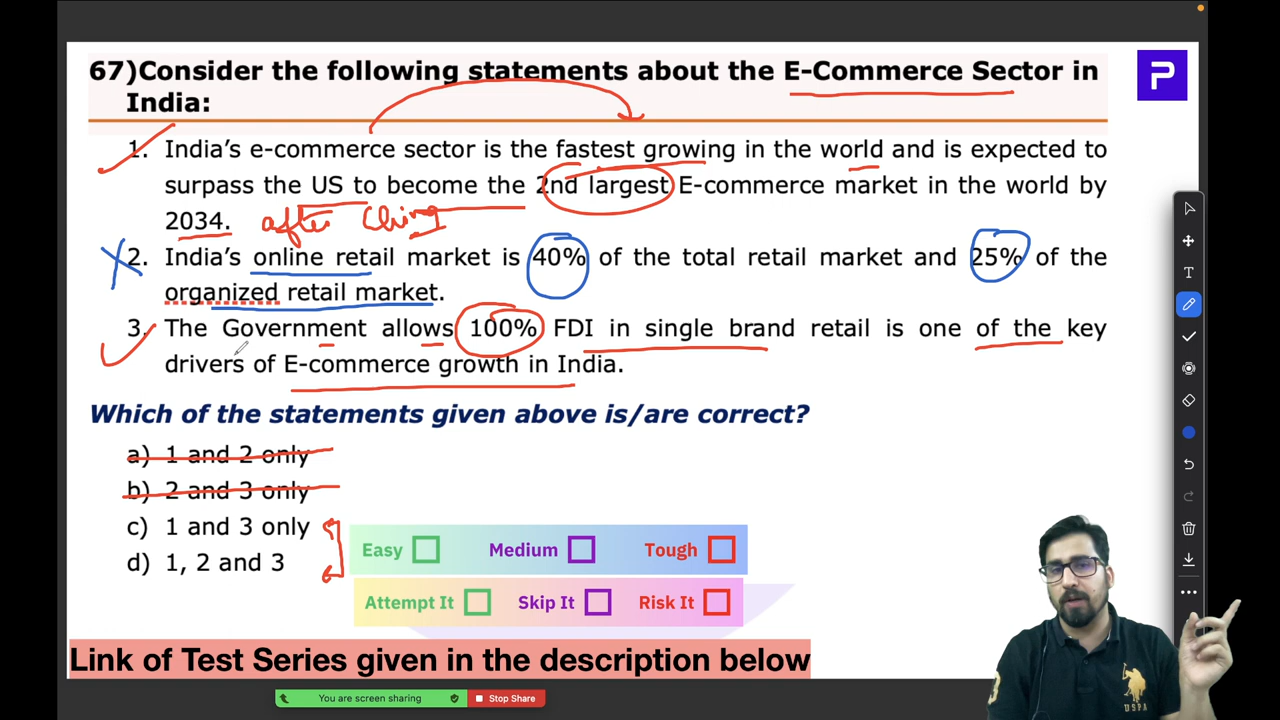 67)Consider the following statements about the E-Commerce Sector in
India:
1. India's e-commerce sector is the fastest growing in the world and is expected to
surpass the US to become the 2nd largest E-commerce market in the world by
2034. after China
2. India's online retail market is 40% of the total retail market and 25% of the
organized retail market.
3. The Government allows 100% FDI in single brand retail is one of the key
drivers of E-commerce growth in India.
Which of the statements given above is/are correct?
a) 1 and 2 only
b) 2 and 3 only
c) 1 and 3 only
d) 1, 2 and 3
Easy Medium Tough
Attempt It Skip It Risk It
Link of Test Series given in the description below
You are screen sharing Stop Share
P
T
3
USPA